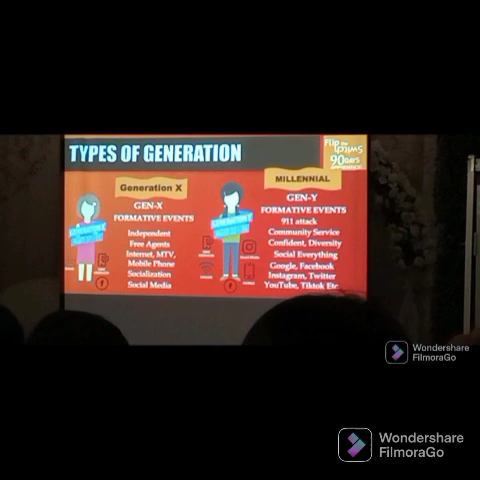 TYPES OF GENERATION
Flip the
Switch
90DAYS
Generation X
GEN-X
FORMATIVE EVENTS
Independent
Free Agents
Internet, MTV,
Mobile Phone
Socialization
Social Media
MILLENNIAL
GEN-Y
FORMATIVE EVENTS
911 attack
Community Service
Confident, Diversity
Social Everything
Google, Facebook
Instagram, Twitter
YouTube, Tiktok Etc
Wondershare
FilmoraGo
Wondershare
FilmoraGo